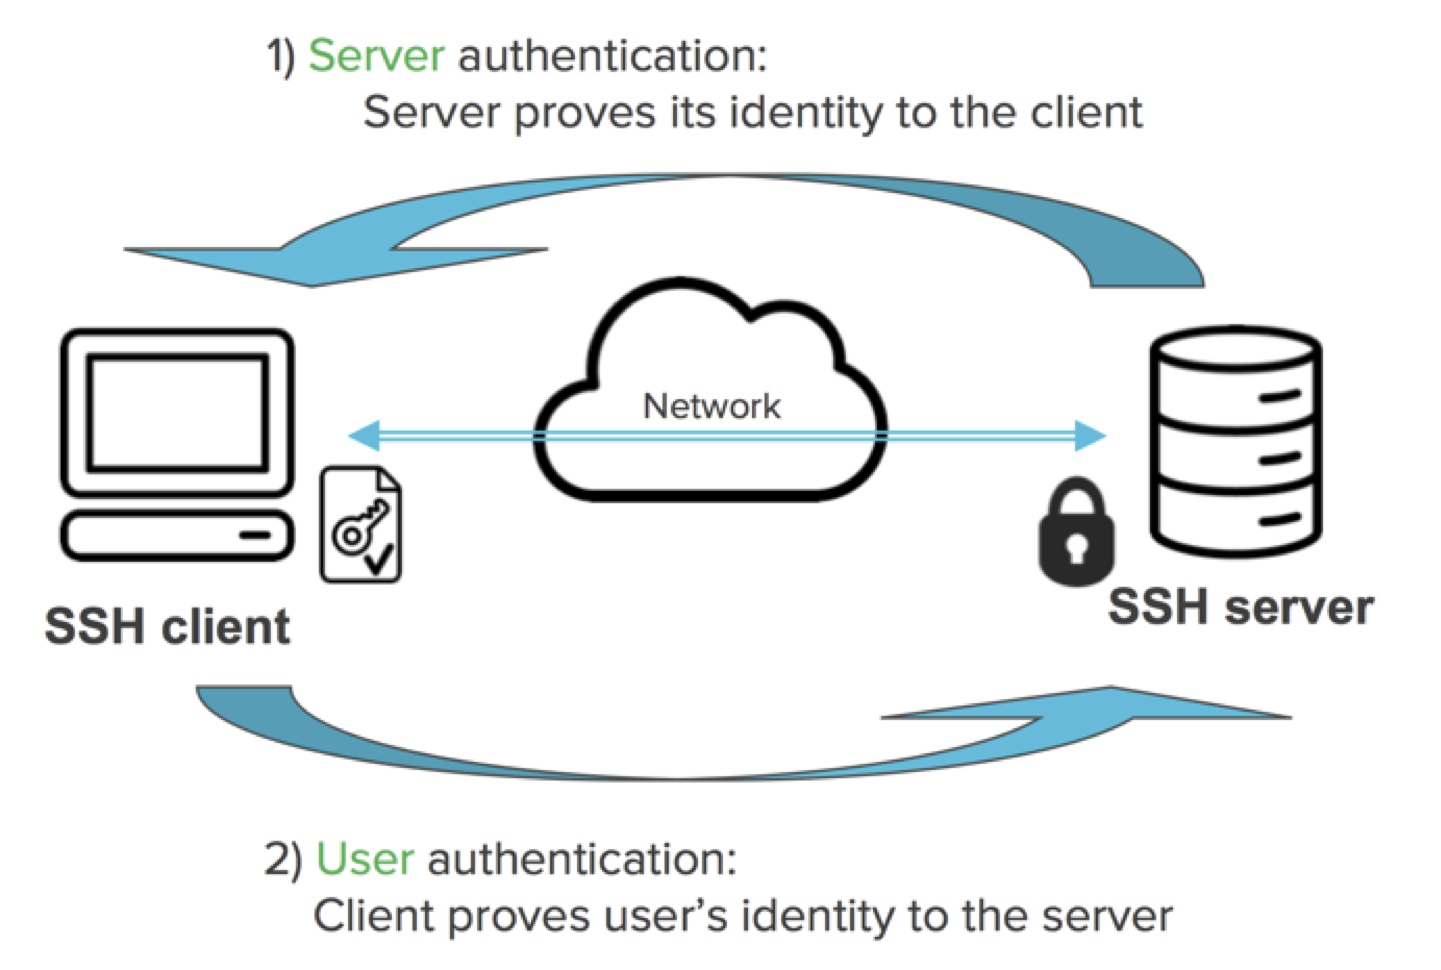 1) Server authentication:
Server proves its identity to the client
Network
SSH client
SSH server
2) User authentication:
Client proves user’s identity to the server